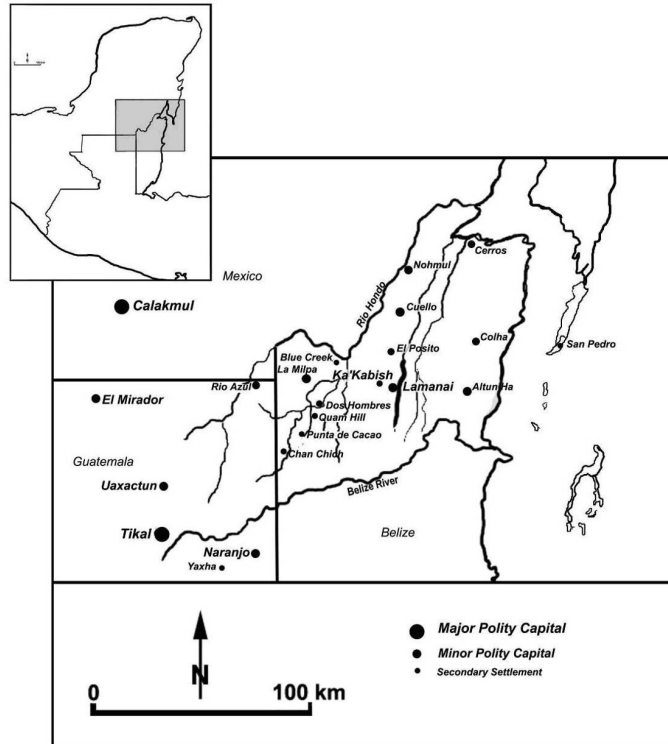 Mexico
Calakmul
Nohmul
Cerros
Rio Hondo
Cuello
Colha
San Pedro
El Posito
Blue Creek
La Milpa
Ka'Kabish
Rio Azul
Lamanai
Altun Ha
El Mirador
Dos Hombres
Quam Hill
Punta de Cacao
Guatemala
Chan Chich
Uaxactun
Belize River
Tikal
Belize
Naranjo
Yaxha
Major Polity Capital
Minor Polity Capital
Secondary Settlement
N
0 100 km